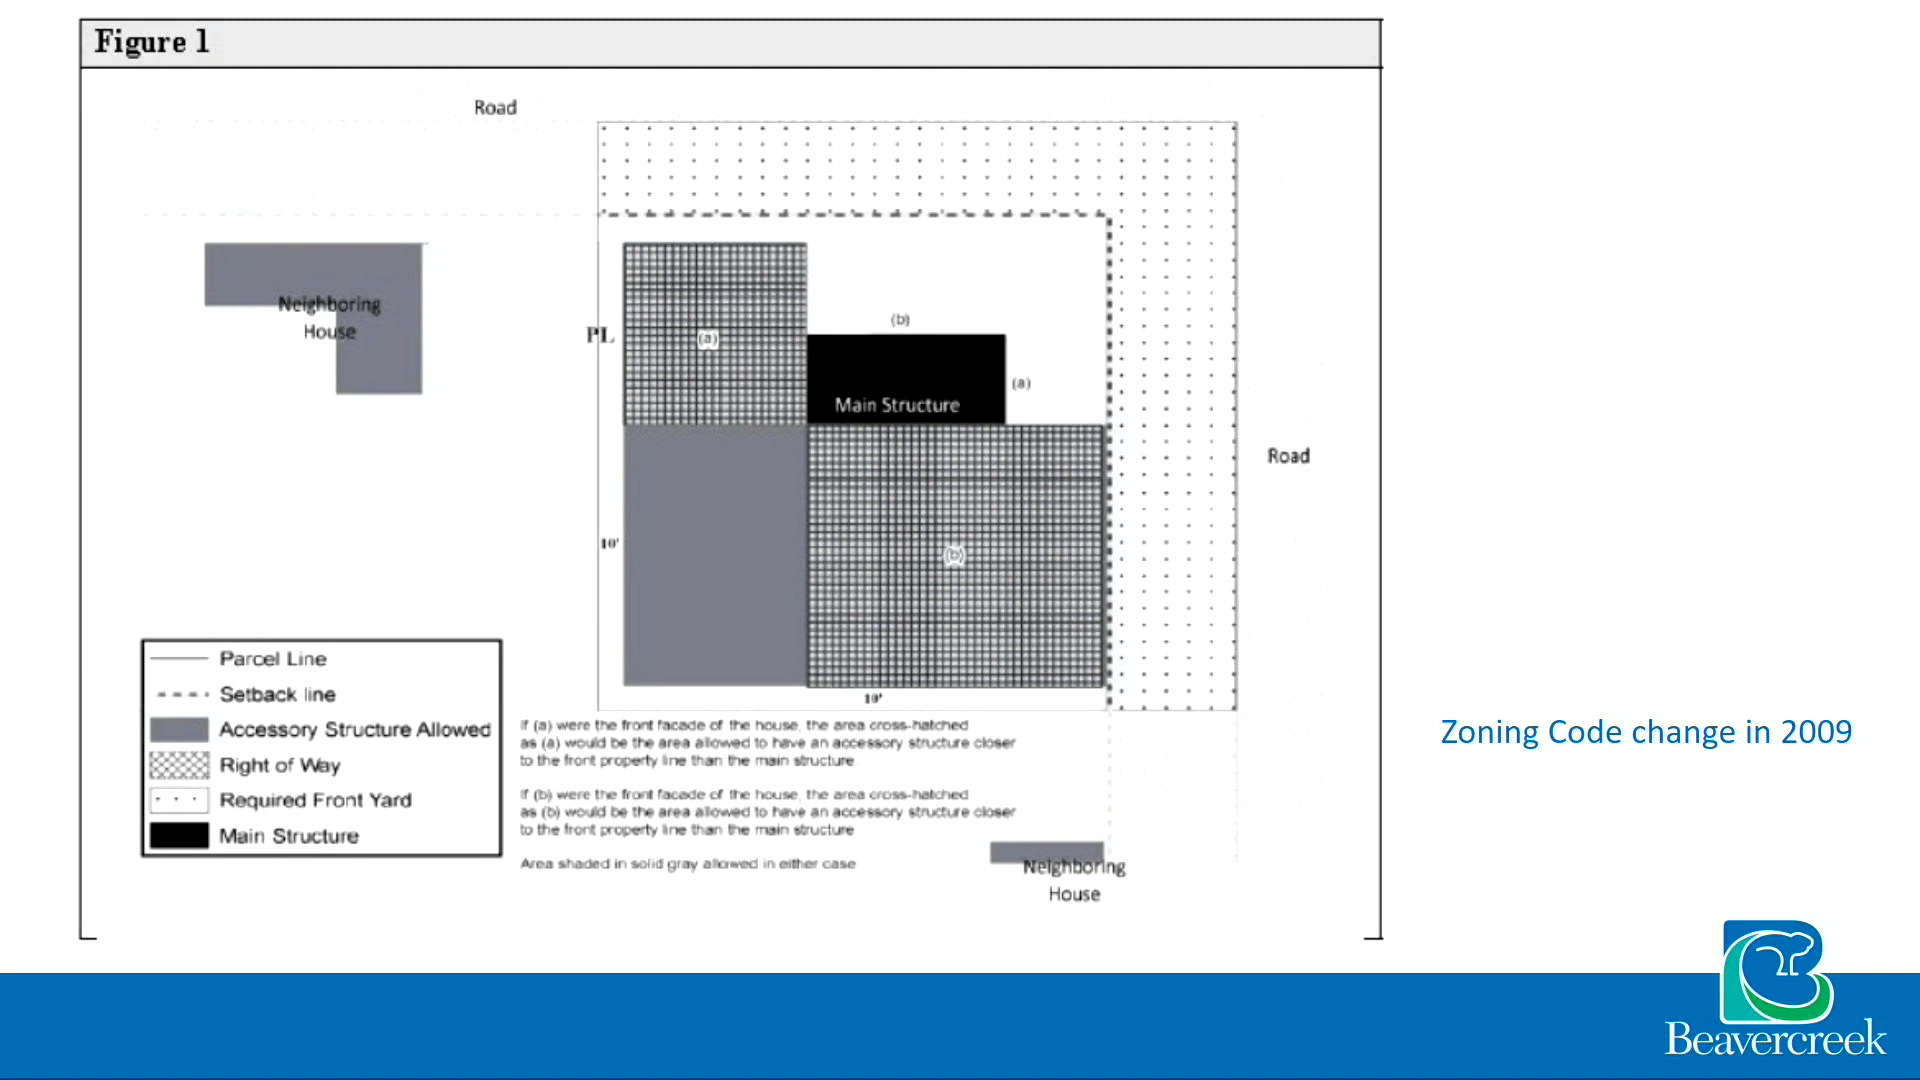 Figure 1
Road
Neighboring
House
PL
(a)
(b)
(a)
Main Structure
Road
10'
(b)
10'
Parcel Line
Setback line
Accessory Structure Allowed
Right of Way
Required Front Yard
Main Structure
If (a) were the front facade of the house, the area cross-hatched
as (a) would be the area allowed to have an accessory structure closer
to the front property line than the main structure.
If (b) were the front facade of the house, the area cross-hatched
as (b) would be the area allowed to have an accessory structure closer
to the front property line than the main structure
Area shaded in solid gray allowed in either case
Neighboring
House
Zoning Code change in 2009
Beavercreek